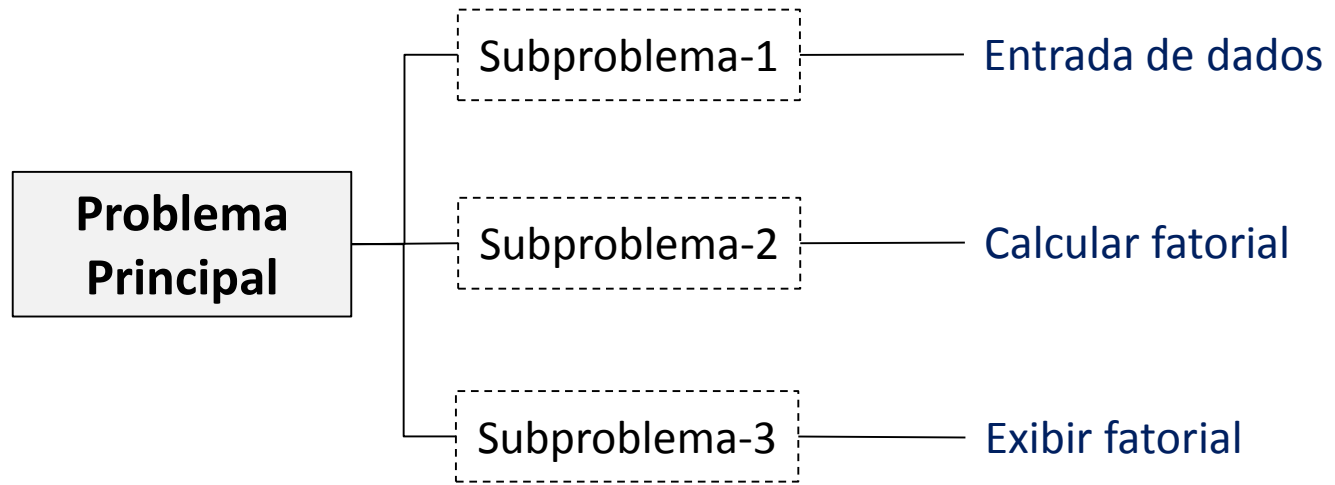 Subproblema-1
Entrada de dados
Problema
Principal
Subproblema-2
Calcular fatorial
Subproblema-3
Exibir fatorial